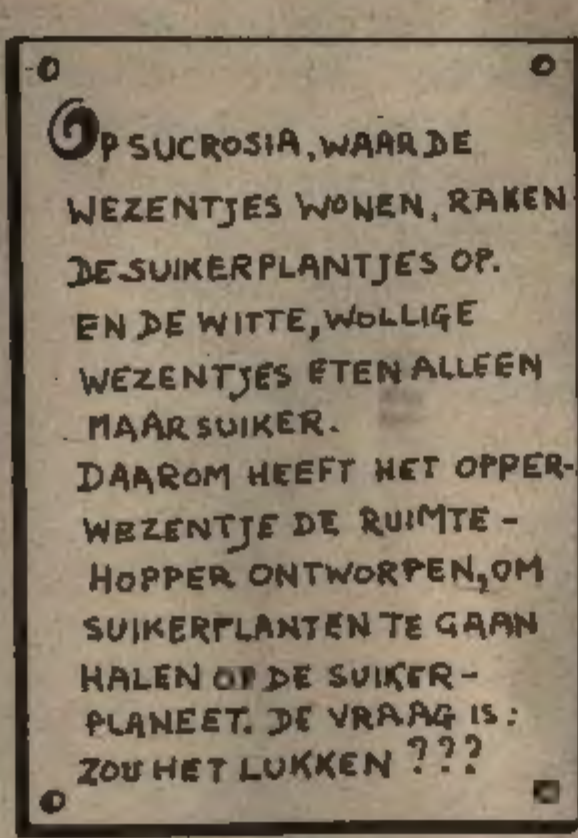 OP SUCROSIA, WAAR DE
WEZENTJES WONEN, RAKEN
DE SUIKERPLANTJES OP.
EN DE WITTE, WOLLIGE
WEZENTJES ETEN ALLEEN
MAAR SUIKER.
DAAROM HEEFT HET OPPER-
WEZENTJE DE RUIMTE-
HOPPER ONTWORPEN, OM
SUIKERPLANTEN TE GAAN
HALEN OP DE SUIKER-
PLANEET. DE VRAAG IS:
ZOU HET LUKKEN ???